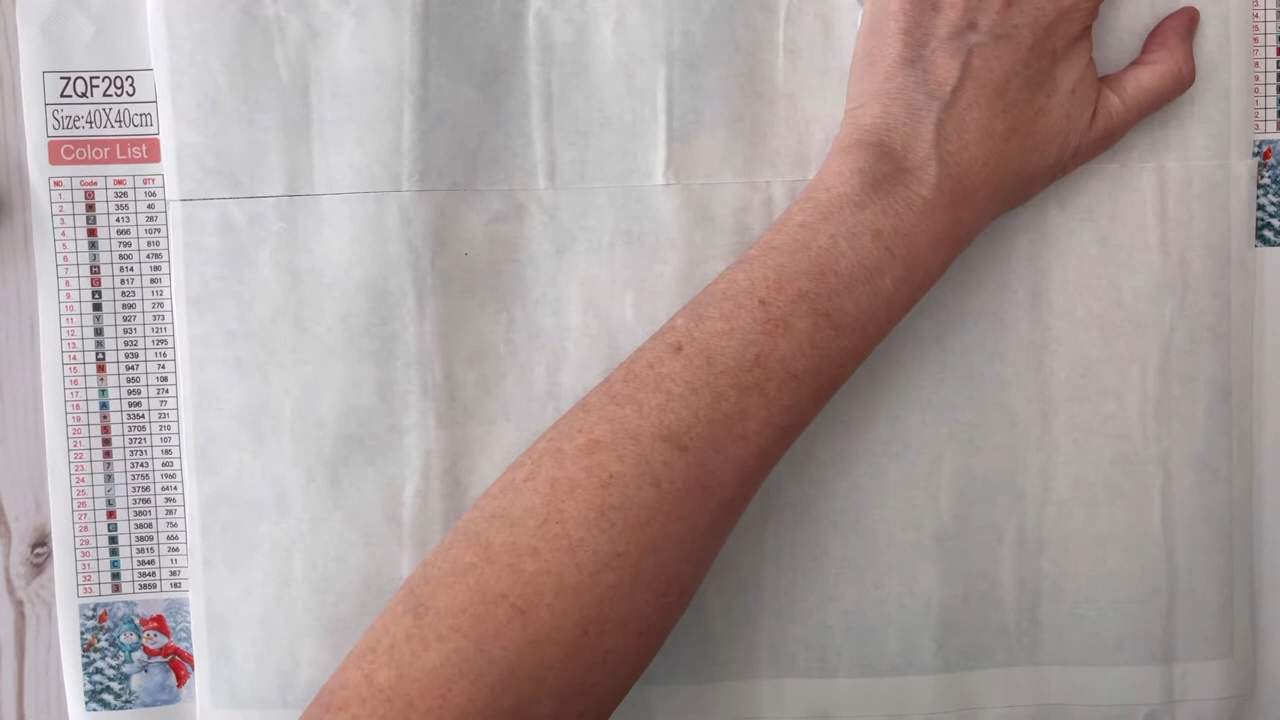 ZQF293
Size:40X40cm
Color List
NO. Code DMC QTY
1. O 326 106
2. 355 40
3. Z 413 287
4. R 666 1079
5. X 799 810
6. J 800 4785
7. H 814 180
8. G 817 801
9. 823 112
10. 890 270
11. Y 927 373
12. U 931 1211
13. 932 1295
14. 939 116
15. N 947 74
16. 950 108
17. T 959 274
18. A 996 77
19. 3354 231
20. S 3705 210
21. 3721 107
22. 4 3731 185
23. 7 3743 603
24. ? 3755 1960
25. ✓ 3756 6414
26. L 3766 396
27. F 3801 287
28. 3808 756
29. 3809 656
30. 6 3815 266
31. C 3846 11
32. M 3848 387
33. 3 3859 182